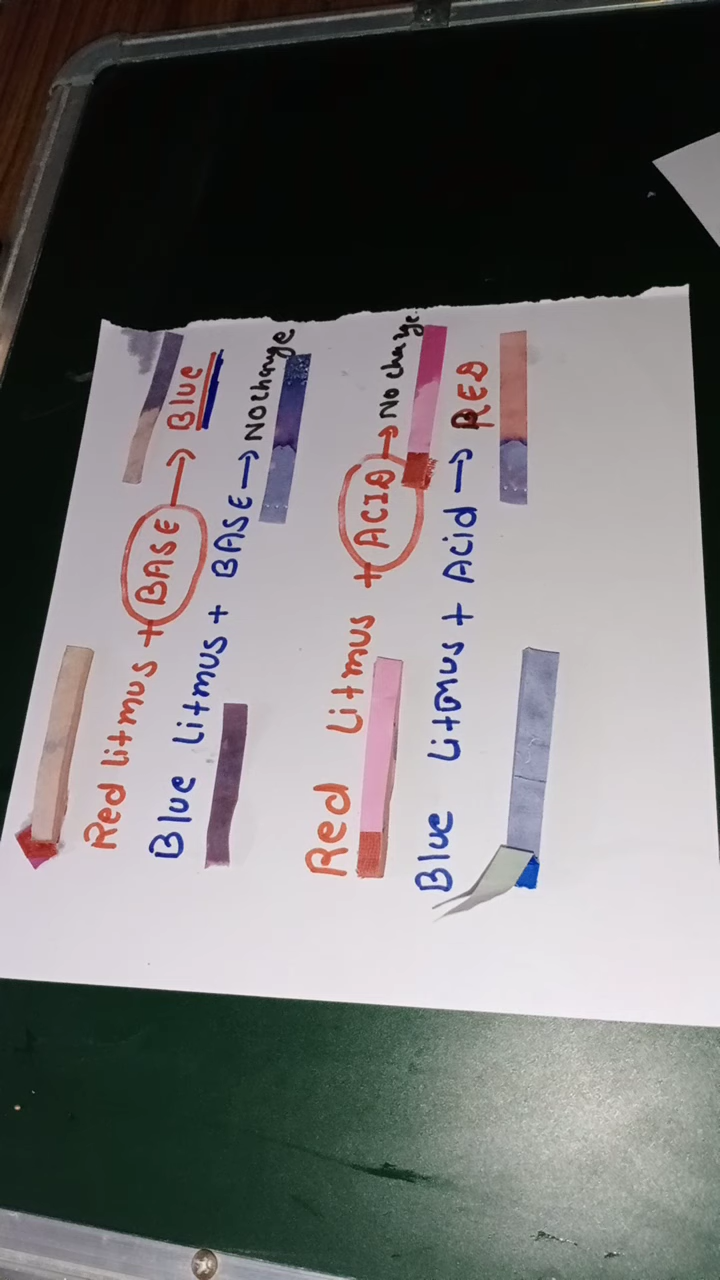 Red litmus + BASE → Blue
Blue Litmus + BASE → NO change
Red Litmus + ACID → No change.
Blue Litmus + Acid → RED